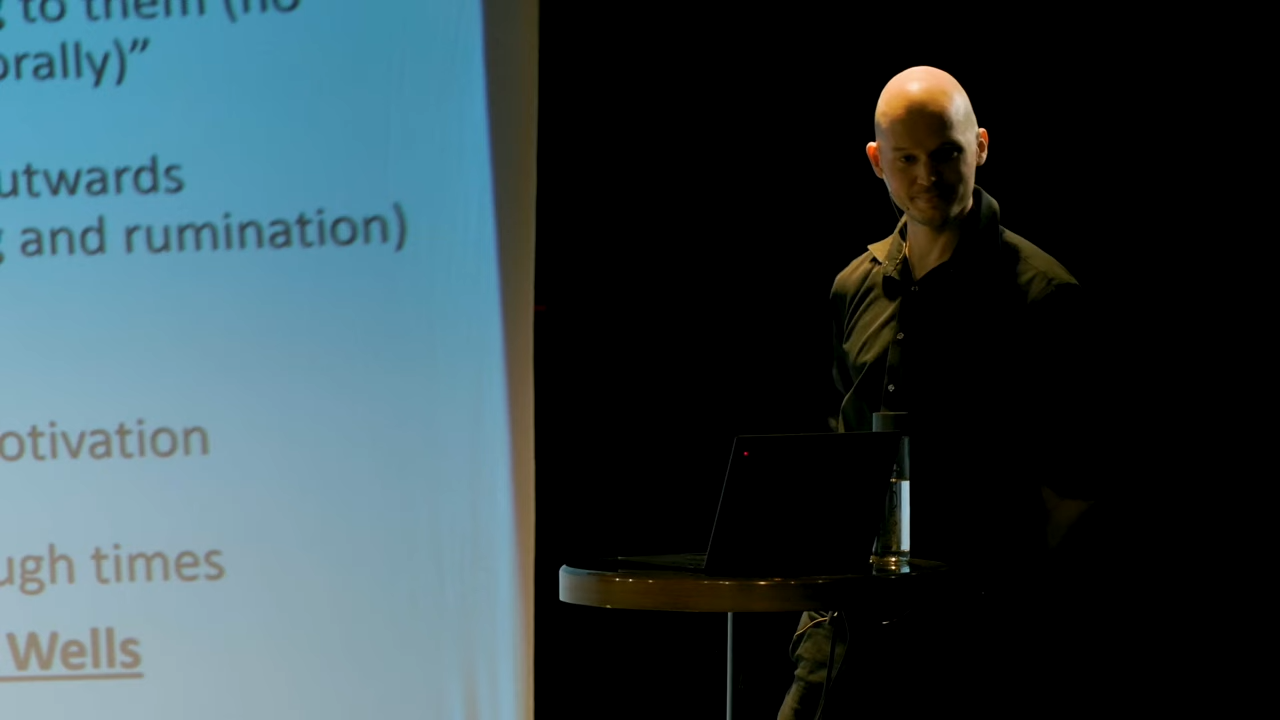 to them (no
orally)”
utwards
and rumination)
otivation
ugh times
Wells